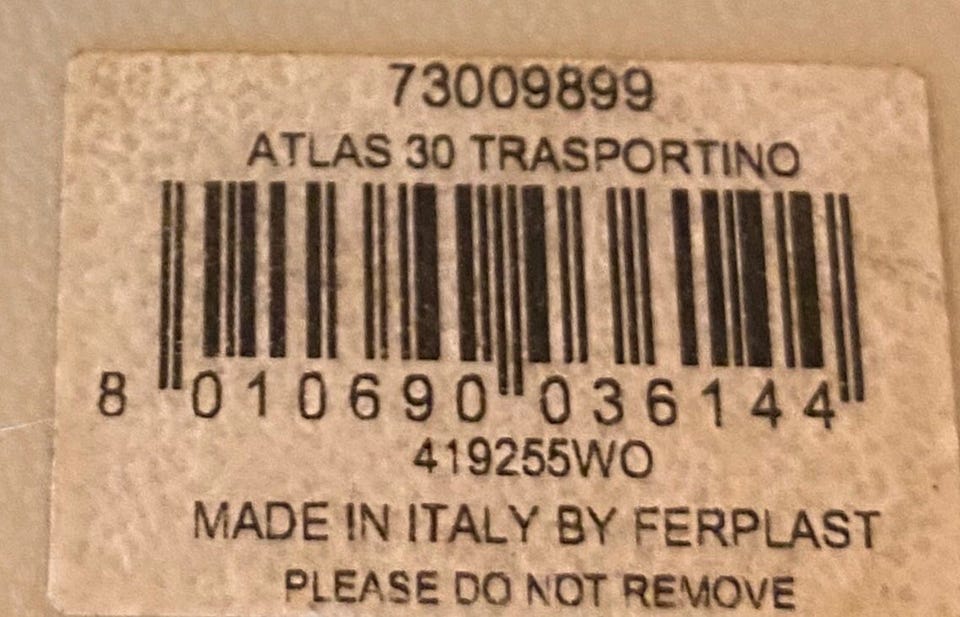 73009899
ATLAS 30 TRASPORTINO
8 010690 036144
419255WO
MADE IN ITALY BY FERPLAST
PLEASE DO NOT REMOVE